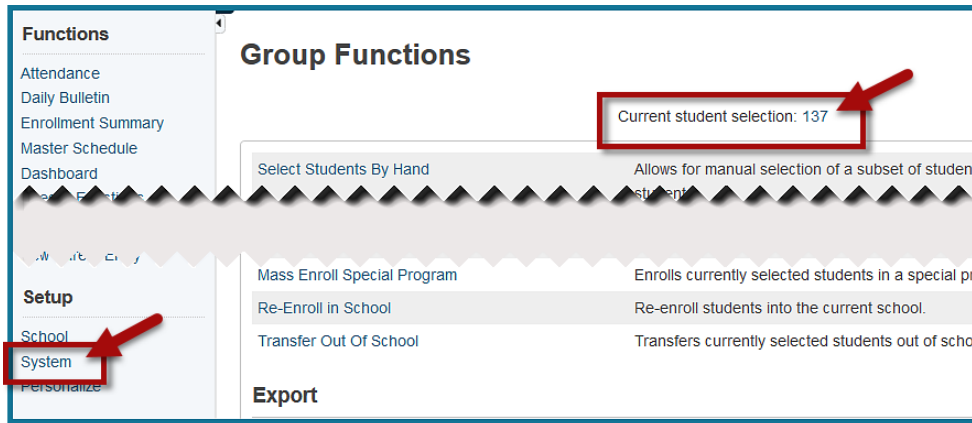 Functions
Attendance
Daily Bulletin
Enrollment Summary
Master Schedule
Dashboard
Setup
School
System
Personalize
Group Functions
Current student selection: 137
Select Students By Hand
Allows for manual selection of a subset of studen
student
Mass Enroll Special Program
Enrolls currently selected students in a special pr
Re-Enroll in School
Re-enroll students into the current school.
Transfer Out Of School
Transfers currently selected students out of scho
Export